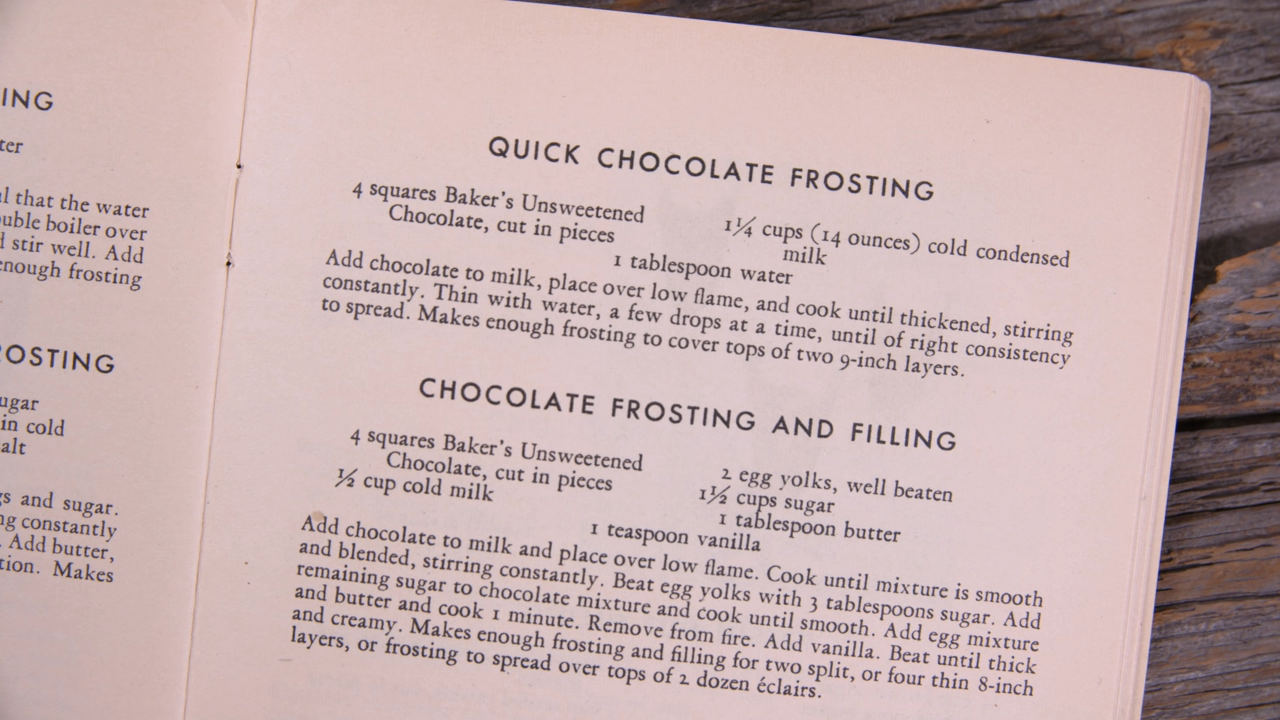 ING
ter
that the water
boiler over
stir well. Add
enough frosting
ROSTING
in cold
and sugar.
constantly
Add butter,
Makes
QUICK CHOCOLATE FROSTING
4 squares Baker's Unsweetened
Chocolate, cut in pieces
1¼ cups (14 ounces) cold condensed
milk
1 tablespoon water
Add chocolate to milk, place over low flame, and cook until thickened, stirring
constantly. Thin with water, a few drops at a time, until of right consistency
to spread. Makes enough frosting to cover tops of two 9-inch layers.
CHOCOLATE FROSTING AND FILLING
4 squares Baker's Unsweetened
Chocolate, cut in pieces
½ cup cold milk
2 egg yolks, well beaten
1½ cups sugar
1 tablespoon butter
1 teaspoon vanilla
Add chocolate to milk and place over low flame. Cook until mixture is smooth
and blended, stirring constantly. Beat egg yolks with 3 tablespoons sugar. Add
remaining sugar to chocolate mixture and cook until smooth. Add egg mixture
and butter and cook 1 minute. Remove from fire. Add vanilla. Beat until thick
and creamy. Makes enough frosting and filling for two split, or four thin 8-inch
layers, or frosting to spread over tops of 2 dozen éclairs.